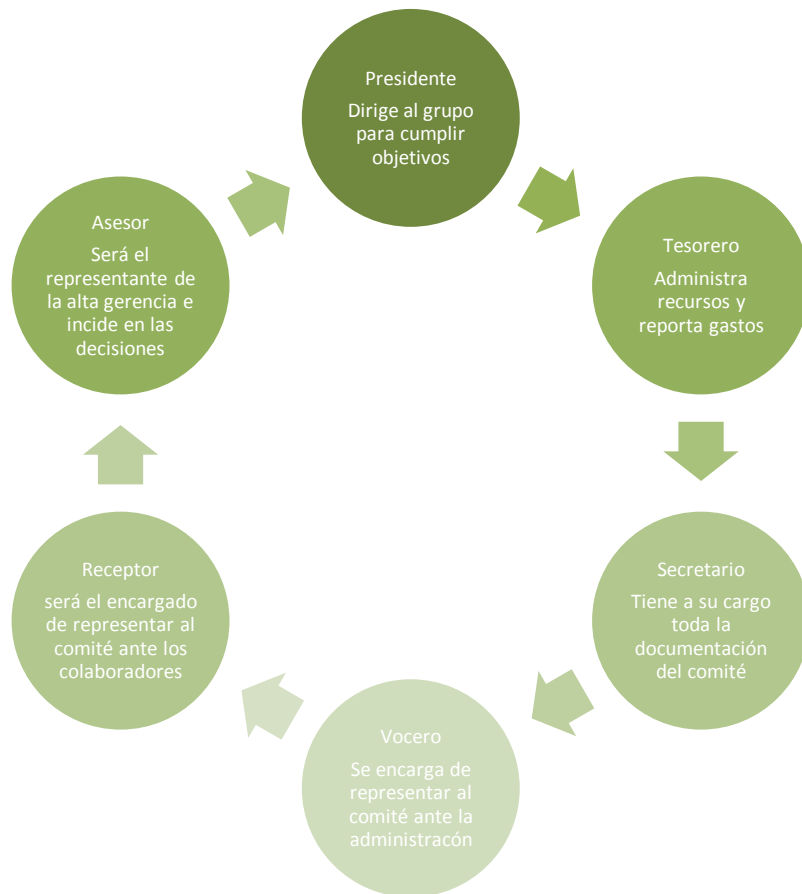 Presidente
Dirige al grupo
para cumplir
objetivos
Tesorero
Administra
recursos y
reporta gastos
Secretario
Tiene a su cargo
toda la
documentación
del comité
Vocero
Se encarga de
representar al
comité ante la
administracón
Receptor
será el encargado
de representar al
comité ante los
colaboradores
Asesor
Será el
representante de
la alta gerencia e
incide en las
decisiones